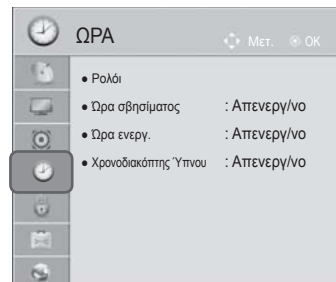 ΩΡΑ Μετ. OK
● Ρολόι
● Ώρα σβησίματος : Απενεργ/νο
● Ώρα ενεργ. : Απενεργ/νο
● Χρονοδιακόπτης Ύπνου : Απενεργ/νο